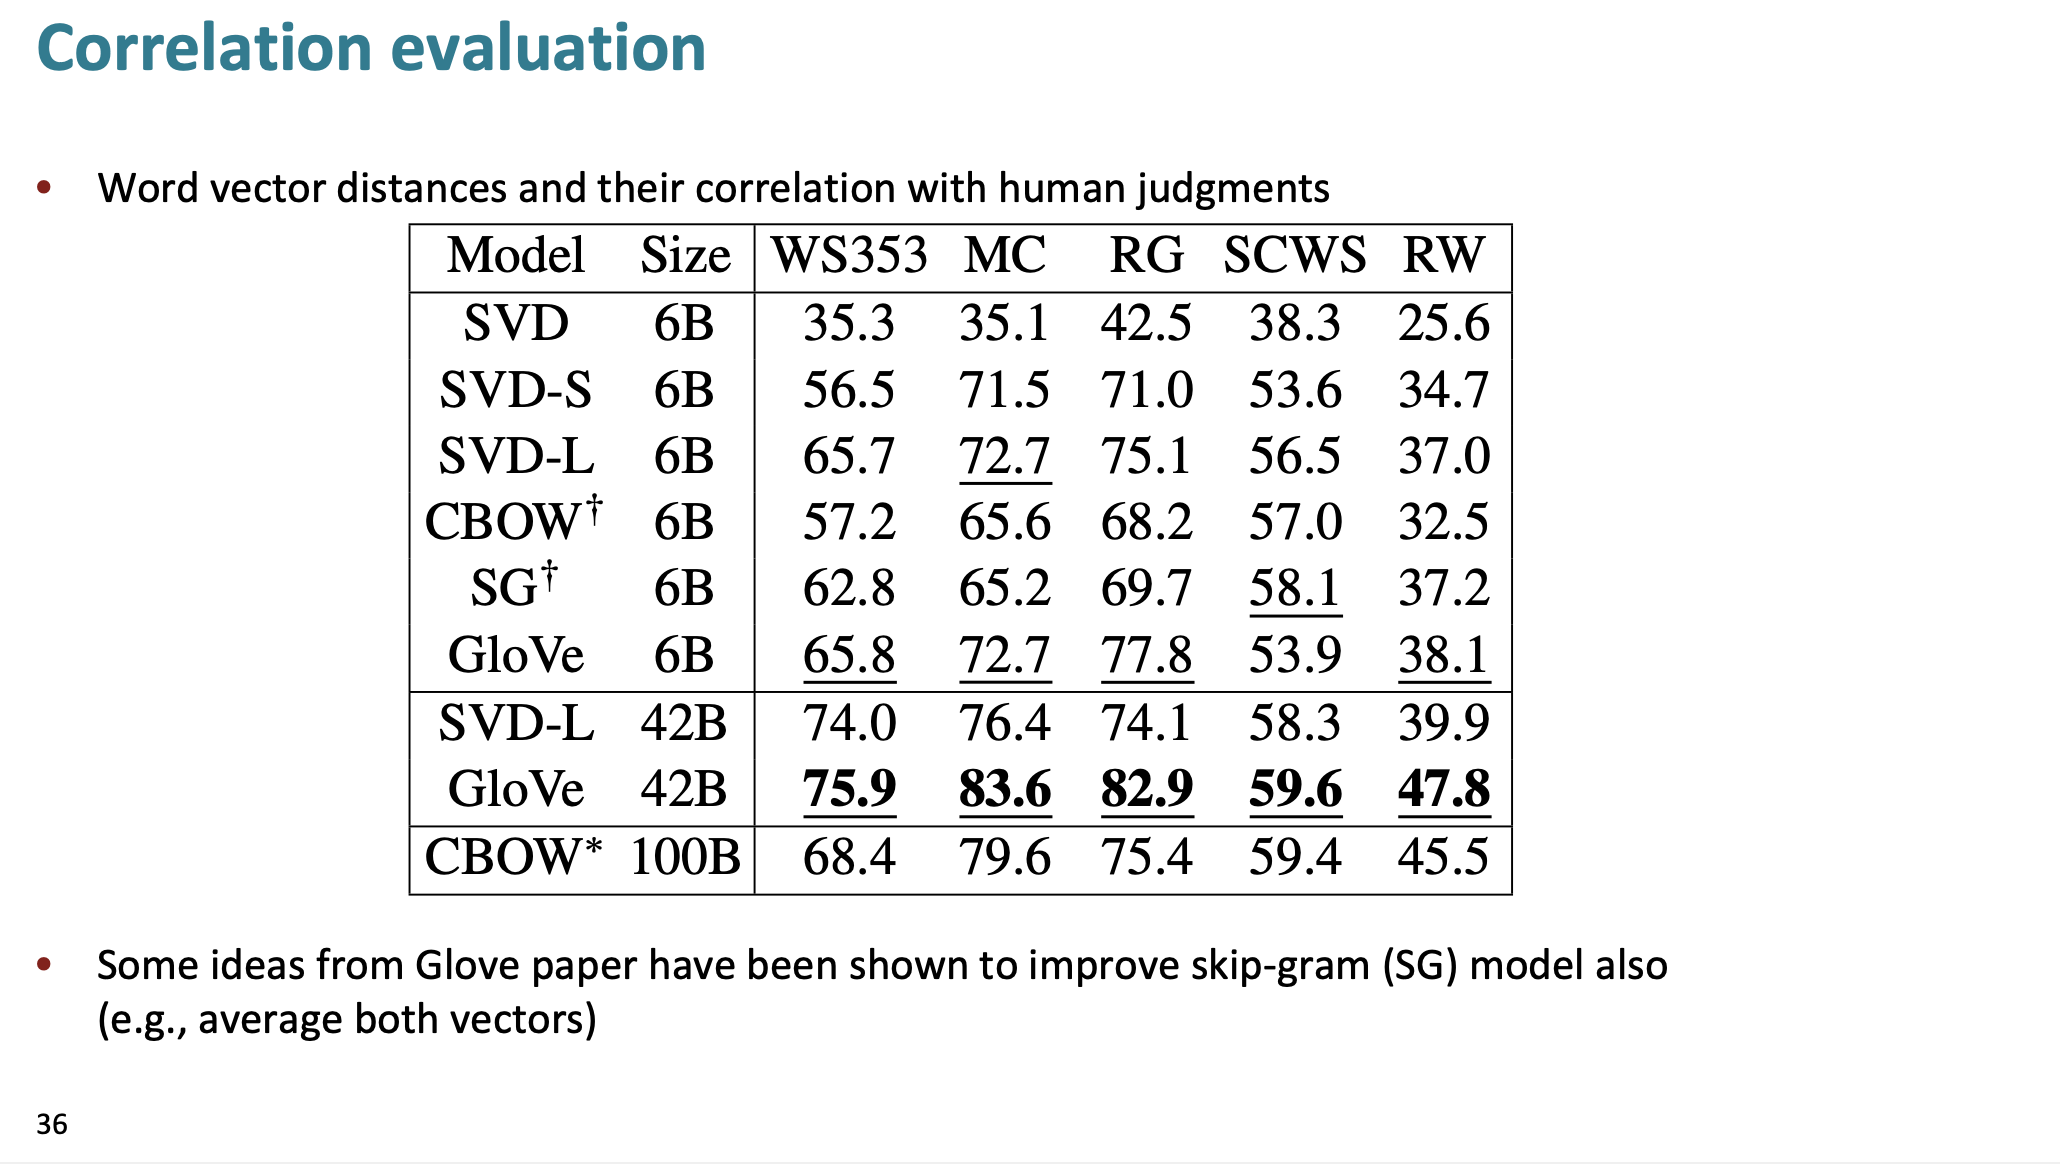 Correlation evaluation
• Word vector distances and their correlation with human judgments
Model Size WS353 MC RG SCWS RW
SVD 6B 35.3 35.1 42.5 38.3 25.6
SVD-S 6B 56.5 71.5 71.0 53.6 34.7
SVD-L 6B 65.7 72.7 75.1 56.5 37.0
CBOW† 6B 57.2 65.6 68.2 57.0 32.5
SG† 6B 62.8 65.2 69.7 58.1 37.2
GloVe 6B 65.8 72.7 77.8 53.9 38.1
SVD-L 42B 74.0 76.4 74.1 58.3 39.9
GloVe 42B 75.9 83.6 82.9 59.6 47.8
CBOW* 100B 68.4 79.6 75.4 59.4 45.5
• Some ideas from Glove paper have been shown to improve skip-gram (SG) model also
(e.g., average both vectors)
36